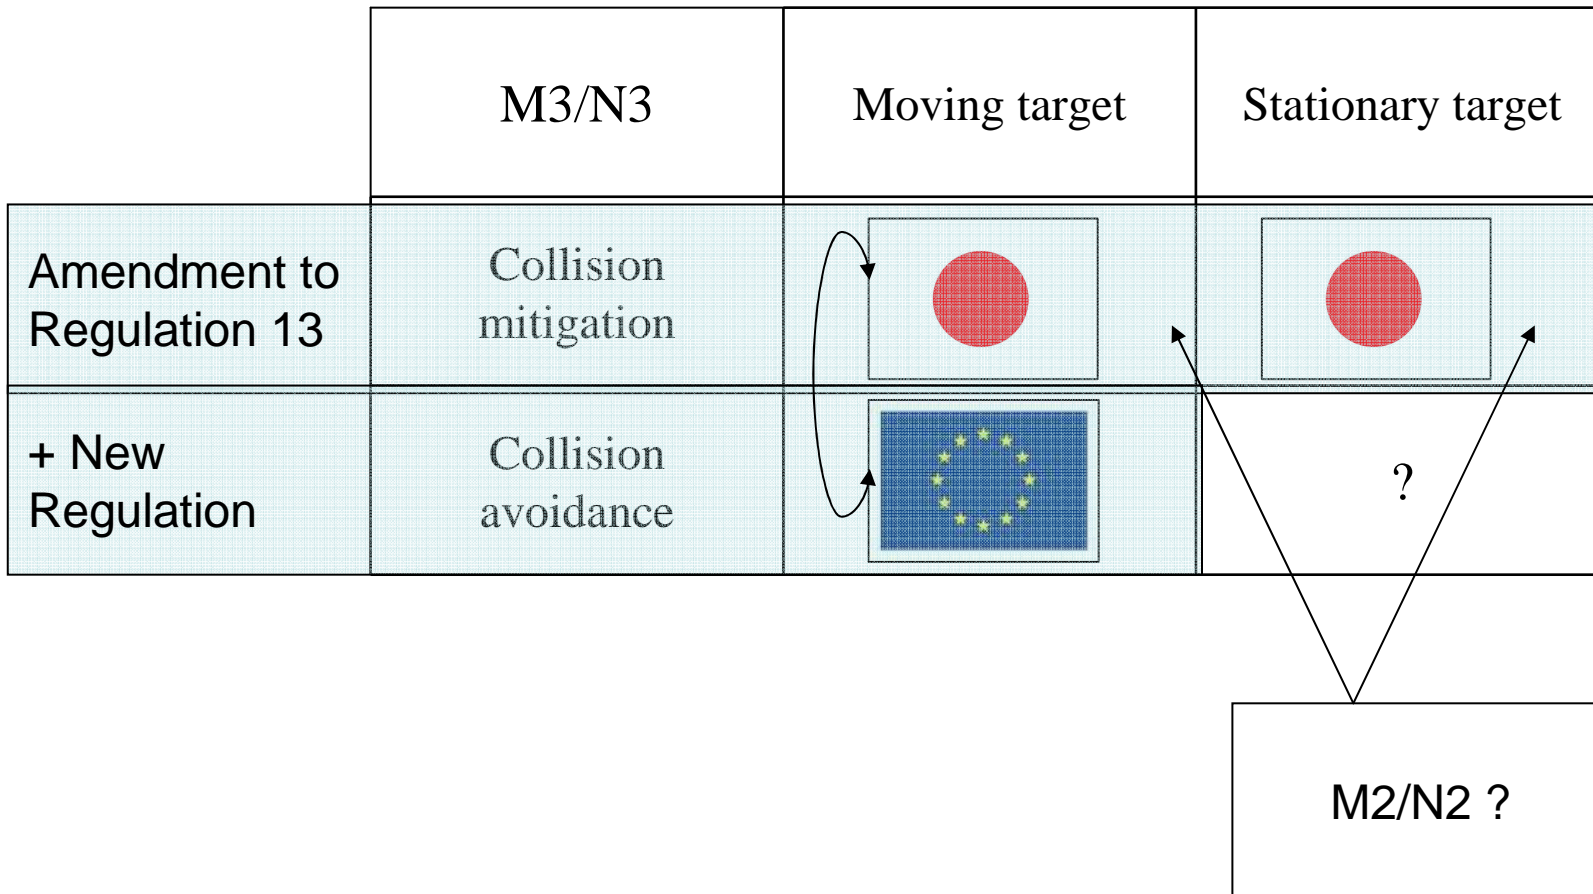 M3/N3
Moving target
Stationary target
Amendment to
Regulation 13
Collision
mitigation
+ New
Regulation
Collision
avoidance
?
M2/N2 ?